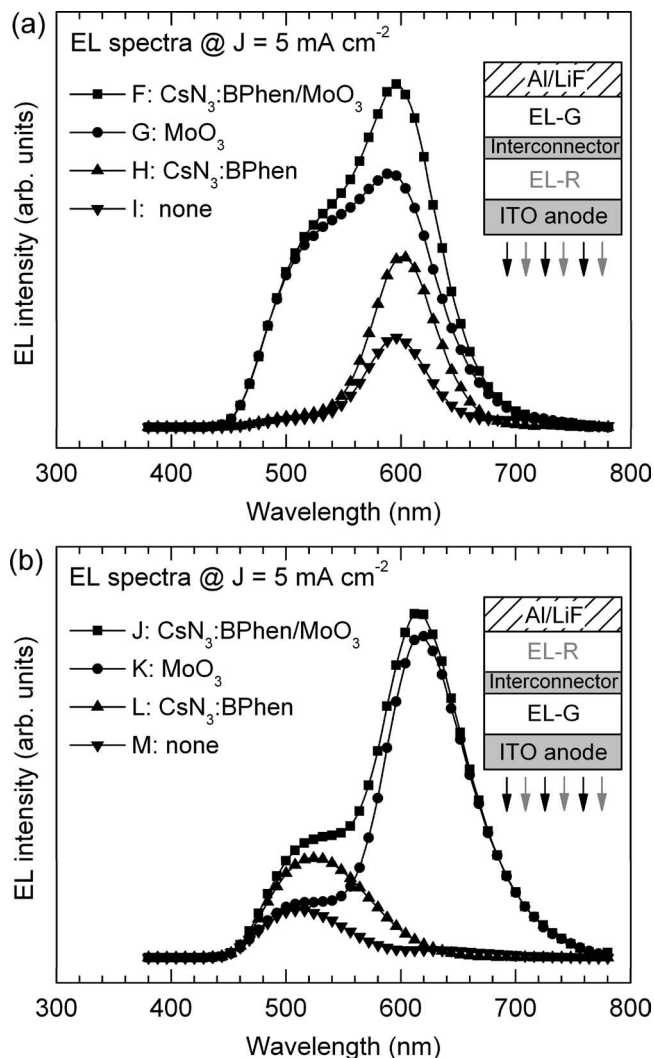 (a)
EL spectra @ J = 5 mA cm⁻²
F: CsN₃:BPhen/MoO₃
G: MoO₃
H: CsN₃:BPhen
I: none
Al/LiF
EL-G
Interconnector
EL-R
ITO anode
EL intensity (arb. units)
300 400 500 600 700 800
Wavelength (nm)
(b)
EL spectra @ J = 5 mA cm⁻²
J: CsN₃:BPhen/MoO₃
K: MoO₃
L: CsN₃:BPhen
M: none
Al/LiF
EL-R
Interconnector
EL-G
ITO anode
EL intensity (arb. units)
300 400 500 600 700 800
Wavelength (nm)